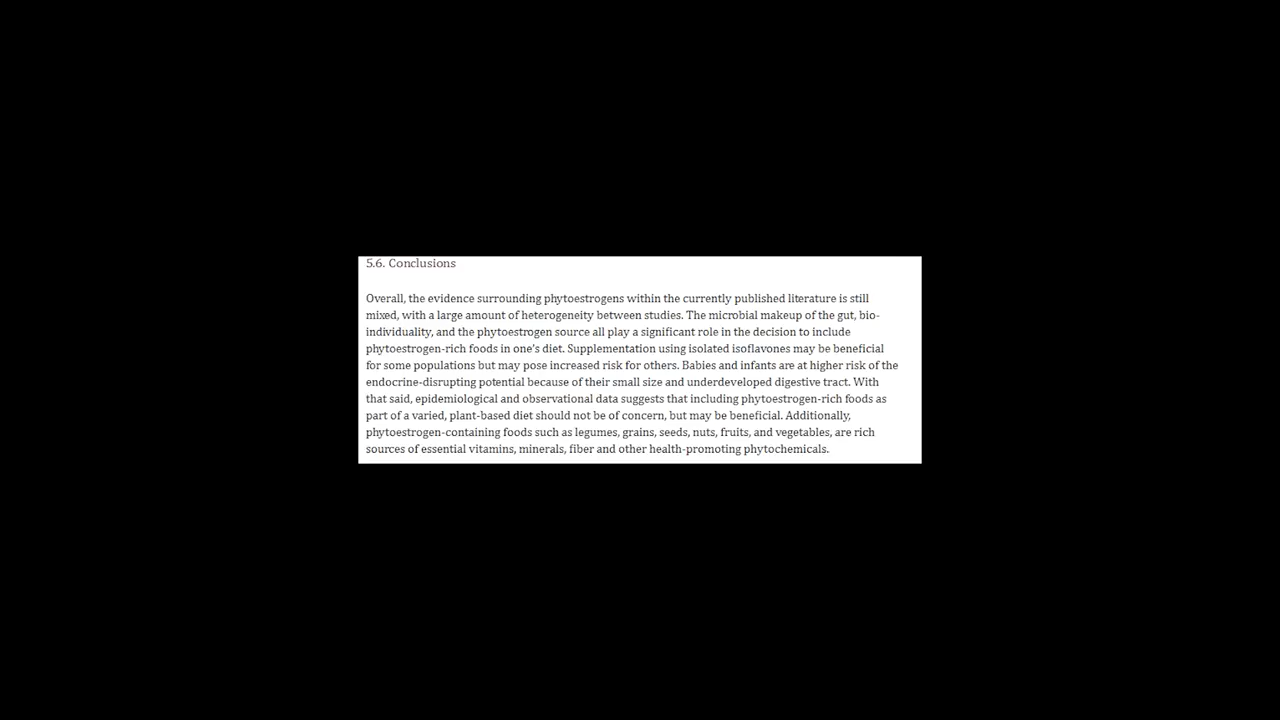 5.6. Conclusions
Overall, the evidence surrounding phytoestrogens within the currently published literature is still
mixed, with a large amount of heterogeneity between studies. The microbial makeup of the gut, bio-
individuality, and the phytoestrogen source all play a significant role in the decision to include
phytoestrogen-rich foods in one's diet. Supplementation using isolated isoflavones may be beneficial
for some populations but may pose increased risk for others. Babies and infants are at higher risk of the
endocrine-disrupting potential because of their small size and underdeveloped digestive tract. With
that said, epidemiological and observational data suggests that including phytoestrogen-rich foods as
part of a varied, plant-based diet should not be of concern, but may be beneficial. Additionally,
phytoestrogen-containing foods such as legumes, grains, seeds, nuts, fruits, and vegetables, are rich
sources of essential vitamins, minerals, fiber and other health-promoting phytochemicals.